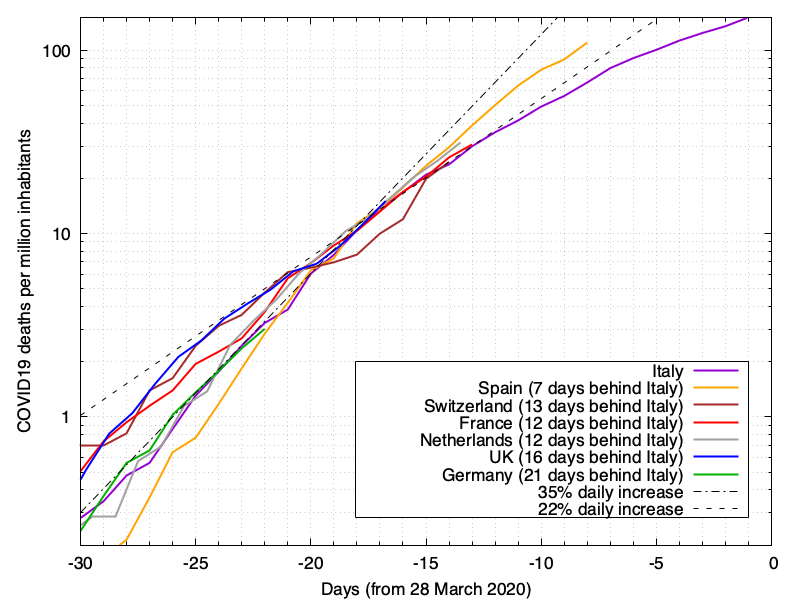 100
10
1
COVID19 deaths per million inhabitants
Italy
Spain (7 days behind Italy)
Switzerland (13 days behind Italy)
France (12 days behind Italy)
Netherlands (12 days behind Italy)
UK (16 days behind Italy)
Germany (21 days behind Italy)
35% daily increase
22% daily increase
-30 -25 -20 -15 -10 -5 0
Days (from 28 March 2020)